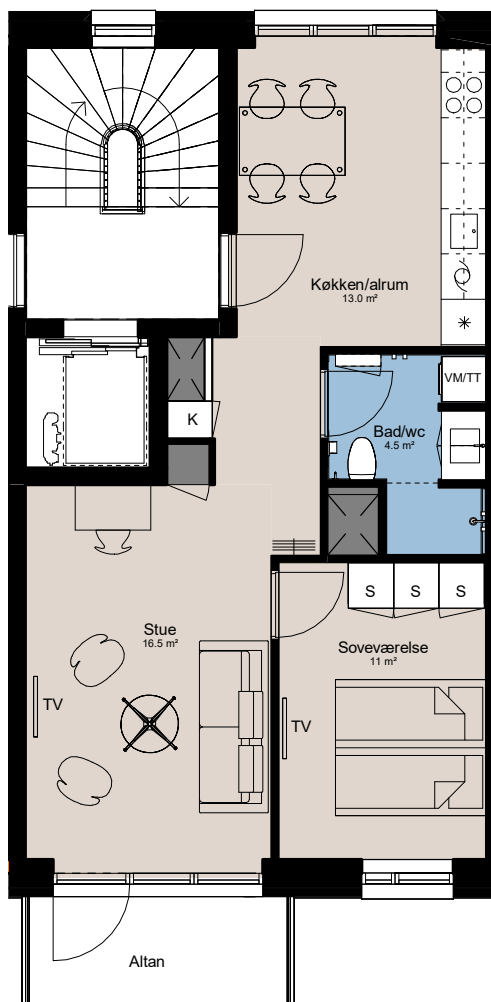 Køkken/alrum
13.0 m²
VM/TT
K
Bad/wc
4.5 m²
S S S
Stue
16.5 m²
Soveværelse
11 m²
TV
TV
Altan